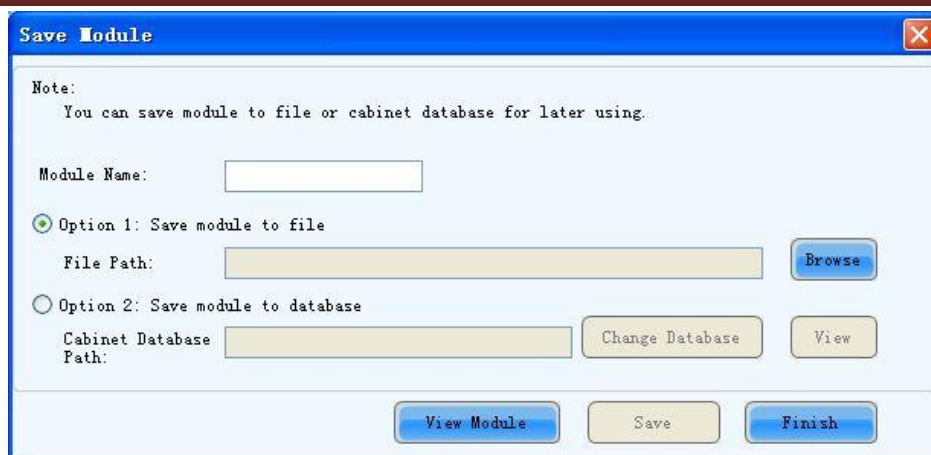 Save Module
Note:
You can save module to file or cabinet database for later using.
Module Name:
Option 1: Save module to file
File Path:
Browse
Option 2: Save module to database
Cabinet Database
Path:
Change Database
View
View Module
Save
Finish